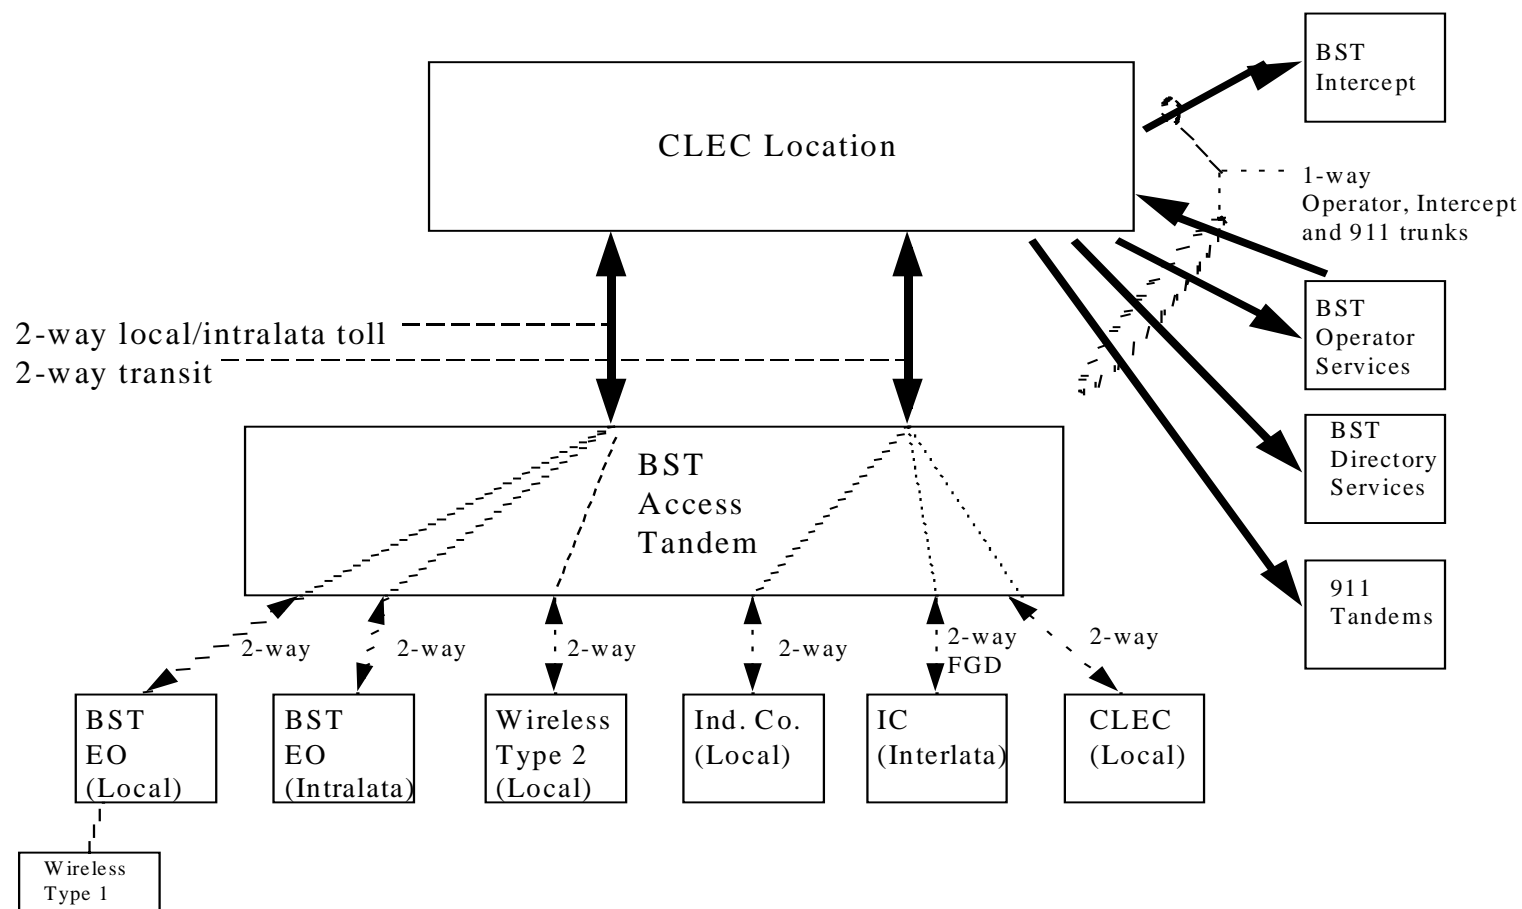 BST
Intercept
CLEC Location
1-way
Operator, Intercept
and 911 trunks
2-way local/intralata toll
2-way transit
BST
Operator
Services
BST
Directory
Services
BST
Access
Tandem
911
Tandems
2-way
2-way
2-way
2-way
2-way
FGD
2-way
BST
EO
(Local)
BST
EO
(Intralata)
Wireless
Type 2
(Local)
Ind. Co.
(Local)
IC
(Interlata)
CLEC
(Local)
Wireless
Type 1